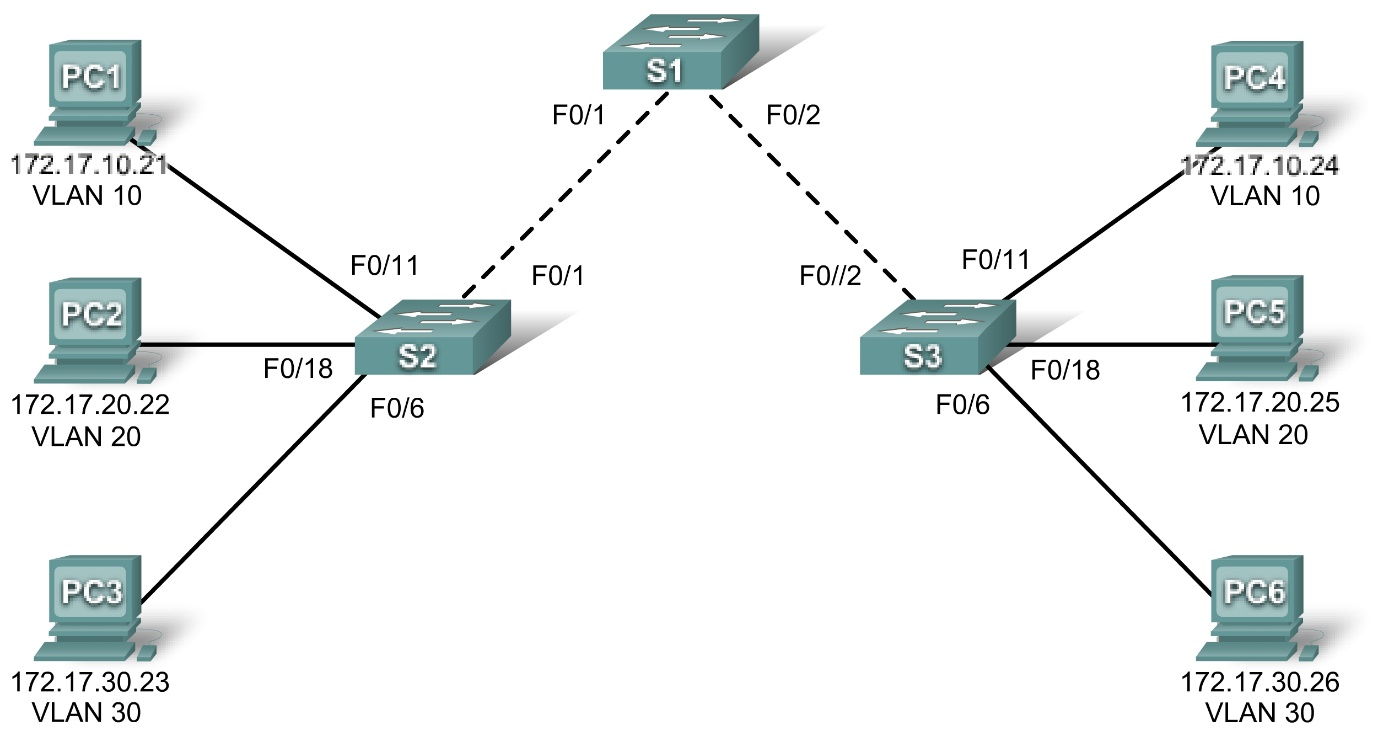 S1
F0/1
F0/2
PC1
172.17.10.21
VLAN 10
PC4
172.17.10.24
VLAN 10
F0/11
F0/1
F0//2
F0/11
PC2
172.17.20.22
VLAN 20
F0/18
S2
F0/6
S3
F0/18
F0/6
PC5
172.17.20.25
VLAN 20
PC3
172.17.30.23
VLAN 30
PC6
172.17.30.26
VLAN 30